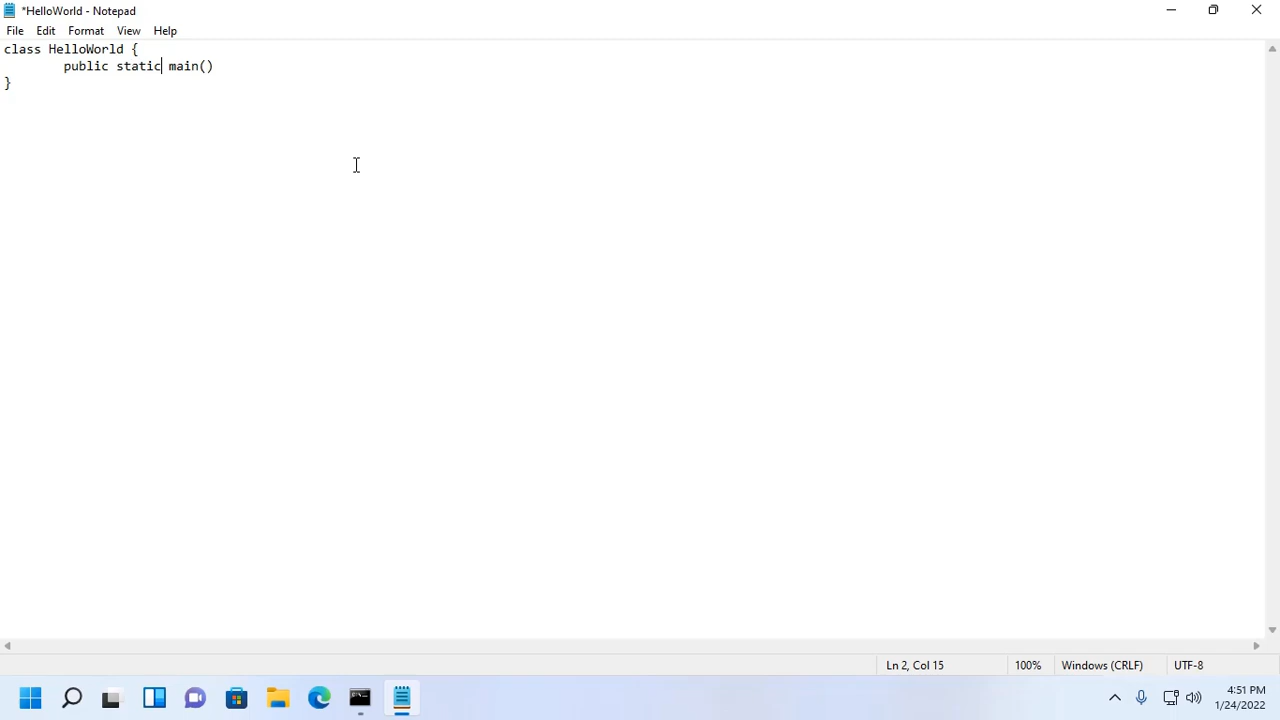 *HelloWorld - Notepad
File Edit Format View Help
class HelloWorld {
        public static main()
}
Ln 2, Col 15 100% Windows (CRLF) UTF-8
4:51 PM
1/24/2022